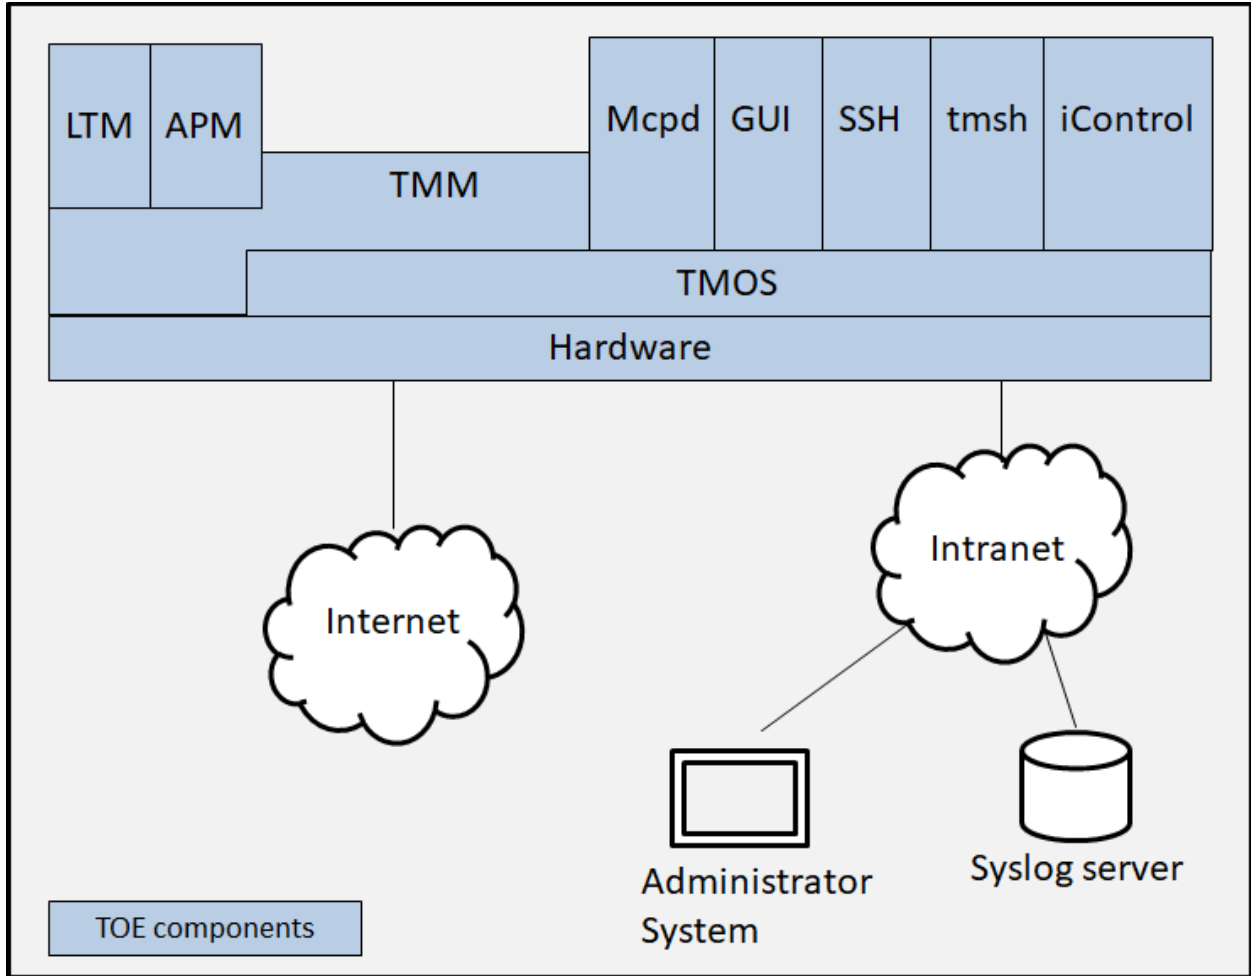 LTM
APM
TMM
Mcpd
GUI
SSH
tmsh
iControl
TMOS
Hardware
Internet
Intranet
Administrator
System
Syslog server
TOE components